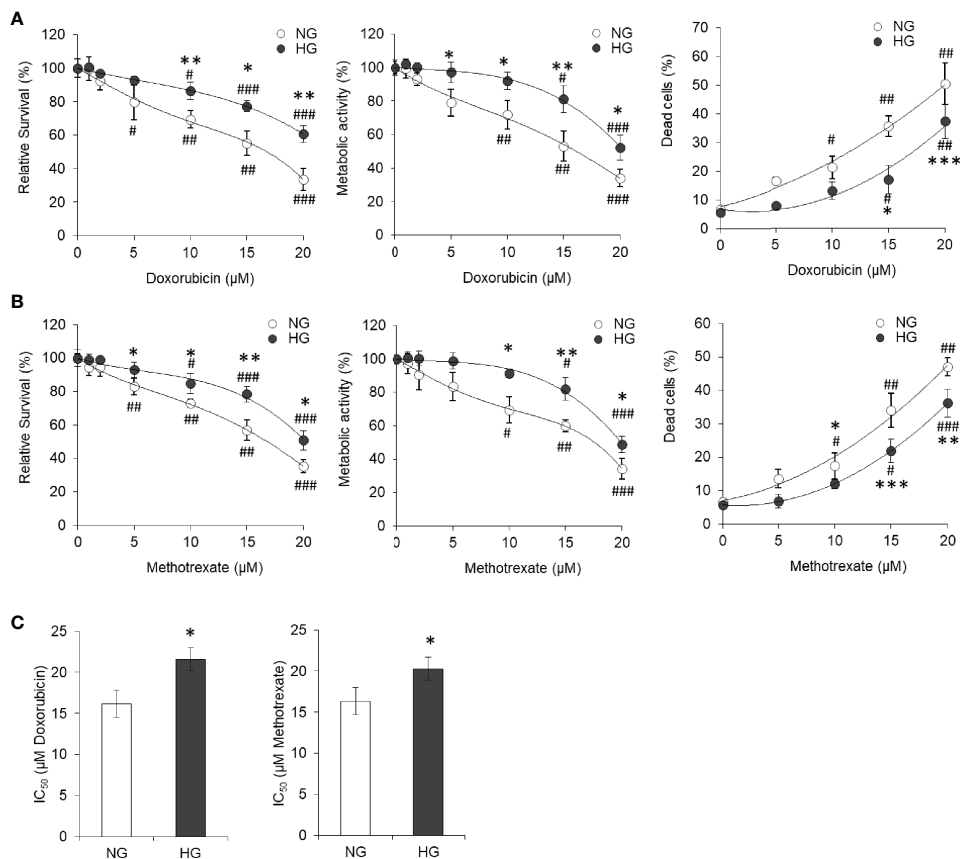 A
Relative Survival (%)
120
100
80
60
40
20
0
NG
HG
**
*
#
###
**
###
#
##
##
###
0 5 10 15 20
Doxorubicin (µM)
Metabolic activity (%)
120
100
80
60
40
20
0
NG
HG
*
*
**
#
*
###
##
##
###
0 5 10 15 20
Doxorubicin (µM)
Dead cells (%)
70
60
50
40
30
20
10
0
NG
HG
##
##
#
##
***
#
*
0 5 10 15 20
Doxorubicin (µM)
B
Relative Survival (%)
120
100
80
60
40
20
0
NG
HG
*
*
#
**
###
*
###
##
##
##
###
0 5 10 15 20
Methotrexate (µM)
Metabolic activity (%)
120
100
80
60
40
20
0
NG
HG
*
**
#
*
###
#
##
###
0 5 10 15 20
Methotrexate (µM)
Dead cells (%)
60
50
40
30
20
10
0
NG
HG
##
##
*
#
###
**
#
***
0 5 10 15 20
Methotrexate (µM)
C
IC50 (µM Doxorubicin)
25
20
15
10
5
0
*
NG HG
IC50 (µM Methotrexate)
25
20
15
10
5
0
*
NG HG